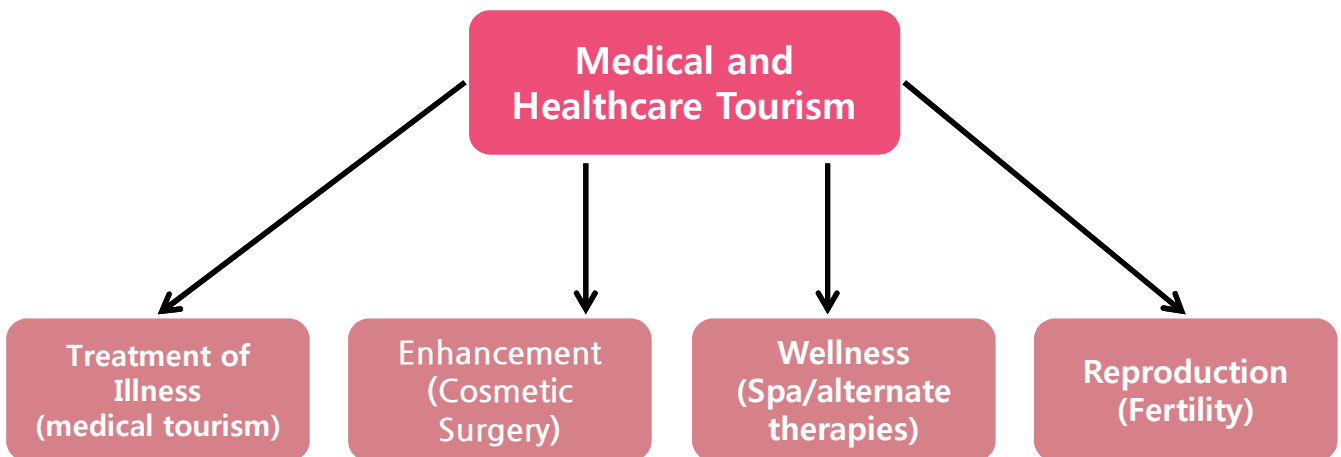 Medical and
Healthcare Tourism
Treatment of
Illness
(medical tourism)
Enhancement
(Cosmetic
Surgery)
Wellness
(Spa/alternate
therapies)
Reproduction
(Fertility)